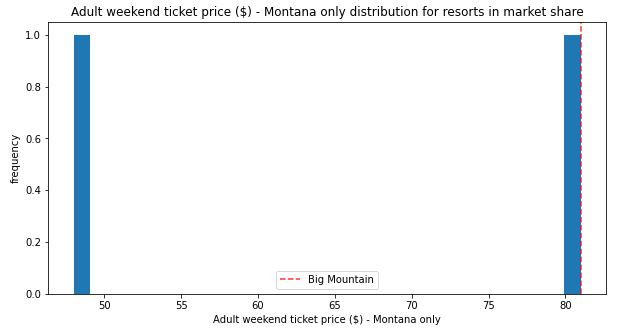 Adult weekend ticket price ($) - Montana only distribution for resorts in market share
1.0
0.8
0.6
0.4
0.2
0.0
frequency
Big Mountain
50 55 60 65 70 75 80
Adult weekend ticket price ($) - Montana only